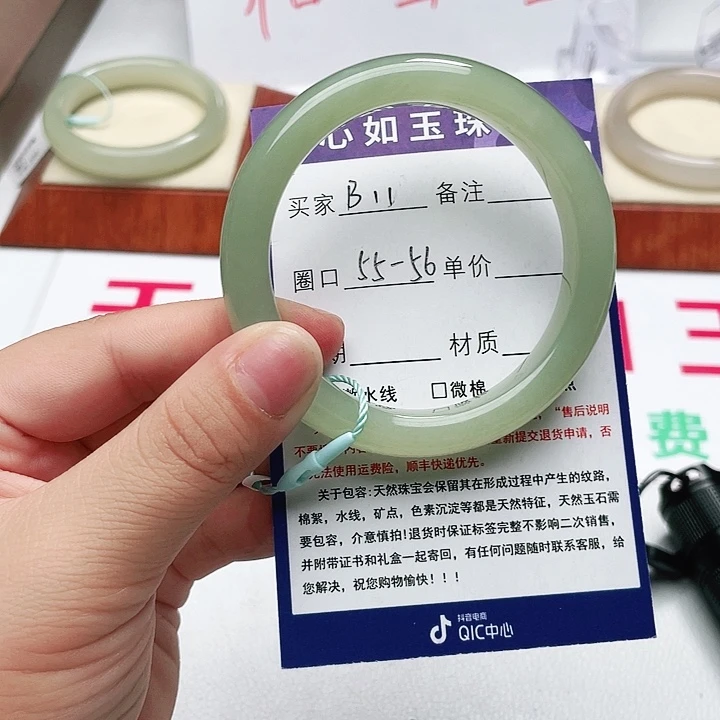 心如玉珠
买家 B11 备注
圈口 55-56 单价
期 材质
水线 □微棉
“售后说明
新提交退货申请，否
无法使用运费险，顺丰快递优先。
关于包容：天然珠宝会保留其在形成过程中产生的纹路，
棉絮，水线，矿点，色素沉淀等都是天然特征，天然玉石需
要包容，介意慎拍！退货时保证标签完整不影响二次销售，
并附带证书和礼盒一起寄回，有任何问题随时联系客服，给
您解决，祝您购物愉快！！！
抖音电商
QIC中心
费